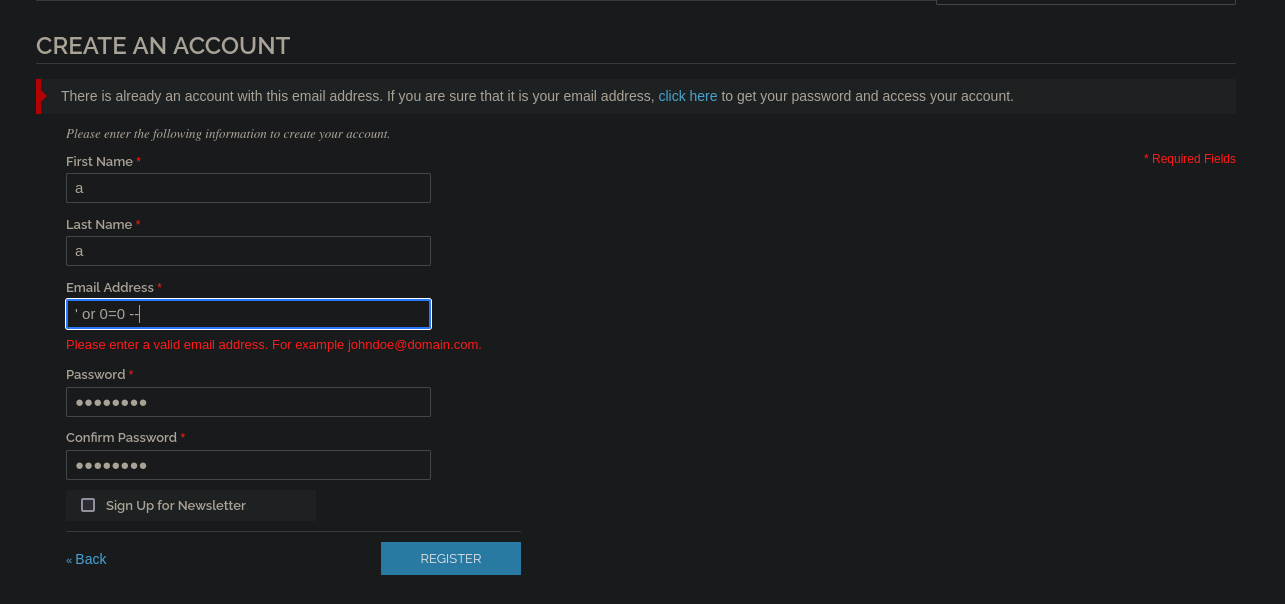 CREATE AN ACCOUNT
There is already an account with this email address. If you are sure that it is your email address, click here to get your password and access your account.
Please enter the following information to create your account.
* Required Fields
First Name *
a
Last Name *
a
Email Address *
' or 0=0 --
Please enter a valid email address. For example johndoe@domain.com.
Password *
●●●●●●●●
Confirm Password *
●●●●●●●●
Sign Up for Newsletter
« Back
REGISTER